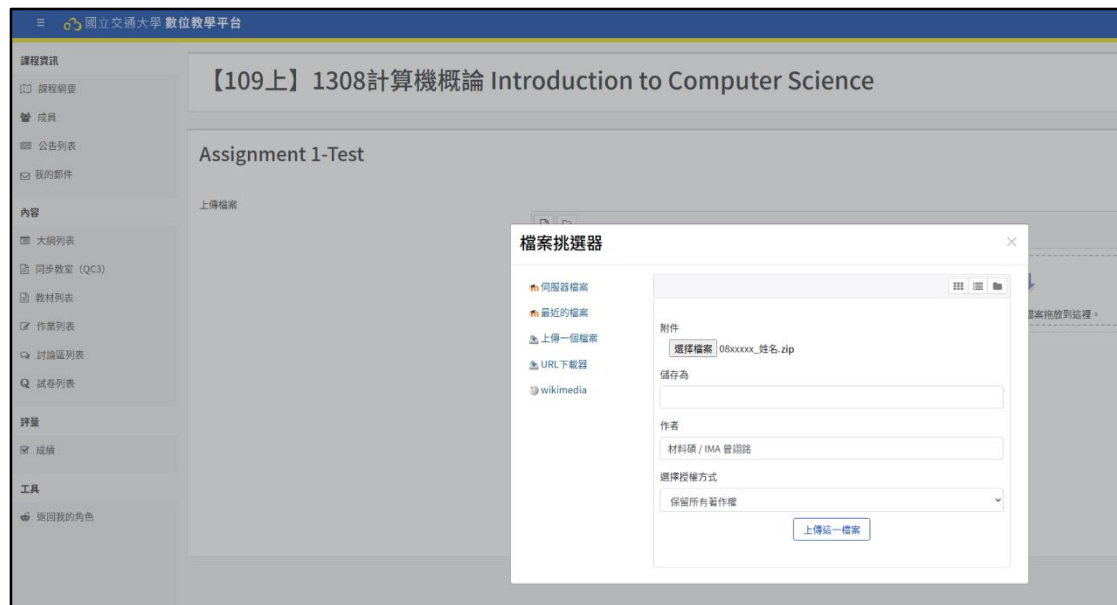 國立交通大學 數位教學平台
課程資訊
課程綱要
成員
公告列表
我的郵件
內容
大綱列表
同步教室（QC3）
教材列表
作業列表
討論區列表
試卷列表
評量
成績
工具
返回我的角色
【109上】1308計算機概論 Introduction to Computer Science
Assignment 1-Test
上傳檔案
檔案拖放到這裡。
檔案挑選器
伺服器檔案
最近的檔案
上傳一個檔案
URL下載器
wikimedia
附件
選擇檔案 08xxxxx_姓名.zip
儲存為
作者
材料碩 / IMA 曾翊銘
選擇授權方式
保留所有著作權
上傳這一檔案